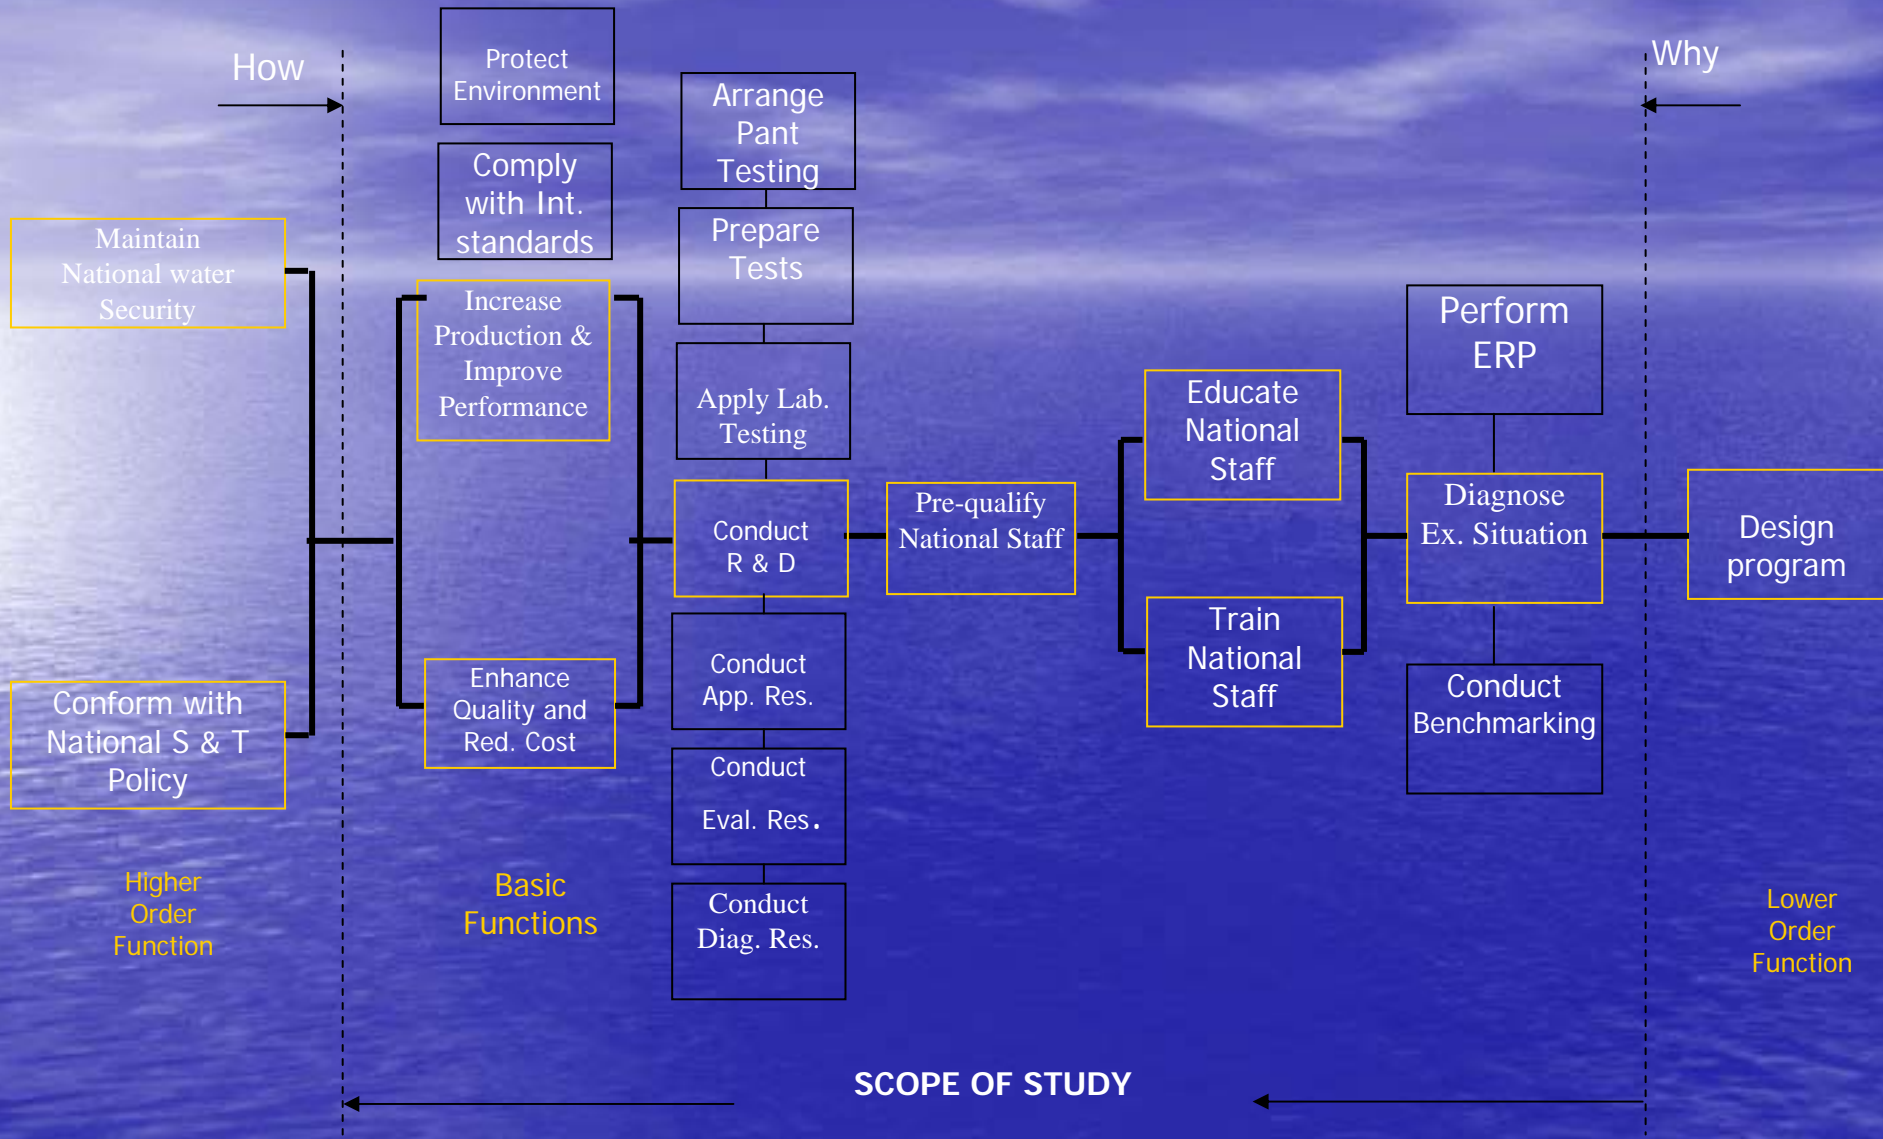 How
Why
Protect
Environment
Comply
with Int.
standards
Arrange
Pant
Testing
Prepare
Tests
Apply Lab.
Testing
Maintain
National water
Security
Increase
Production &
Improve
Performance
Conform with
National S & T
Policy
Enhance
Quality and
Red. Cost
Conduct
R & D
Conduct
App. Res.
Conduct
Eval. Res.
Conduct
Diag. Res.
Pre-qualify
National Staff
Educate
National
Staff
Train
National
Staff
Perform
ERP
Diagnose
Ex. Situation
Conduct
Benchmarking
Design
program
Higher
Order
Function
Basic
Functions
Lower
Order
Function
SCOPE OF STUDY